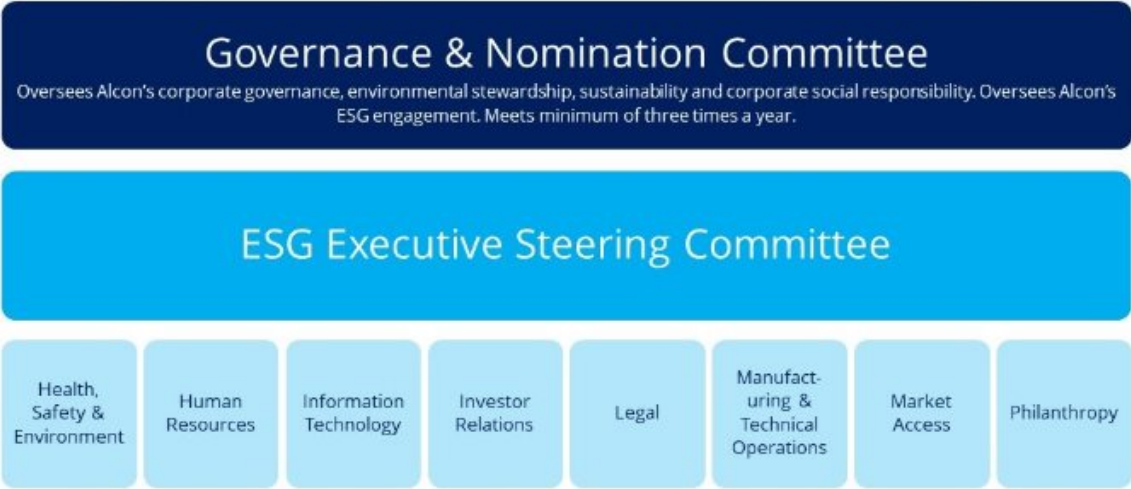 Governance & Nomination Committee
Oversees Alcon's corporate governance, environmental stewardship, sustainability and corporate social responsibility. Oversees Alcon's
ESG engagement. Meets minimum of three times a year.
ESG Executive Steering Committee
Health,
Safety &
Environment
Human
Resources
Information
Technology
Investor
Relations
Legal
Manufact-
uring &
Technical
Operations
Market
Access
Philanthropy